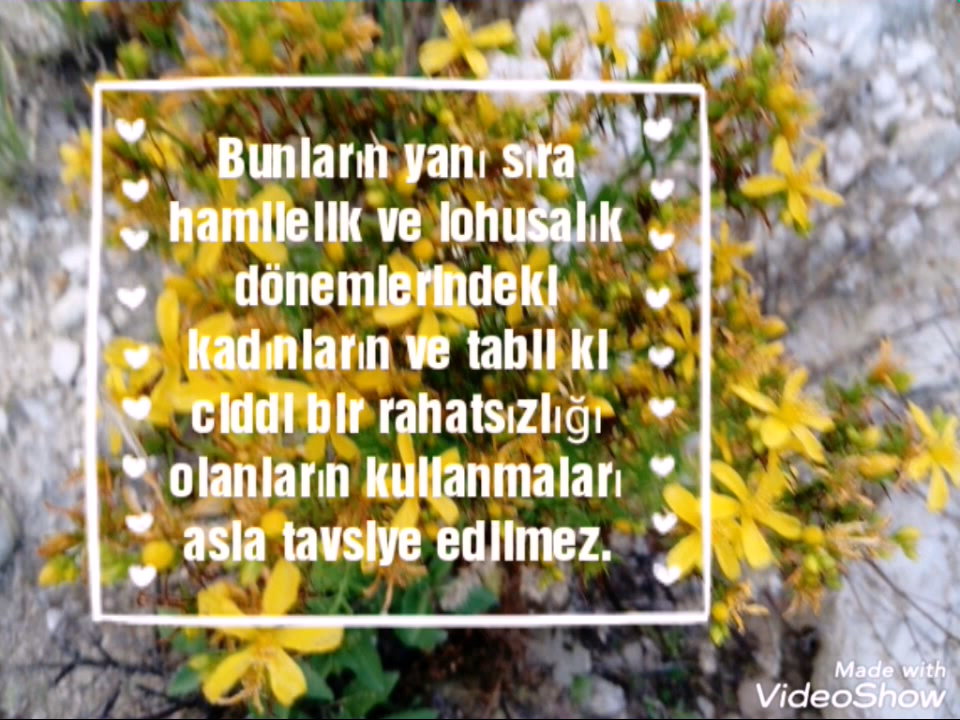 Bunların yanı sıra
hamilelik ve lohusalık
dönemlerindeki
kadınların ve tabii ki
ciddi bir rahatsızlığı
olanların kullanmaları
asla tavsiye edilmez.
Made with
VideoShow